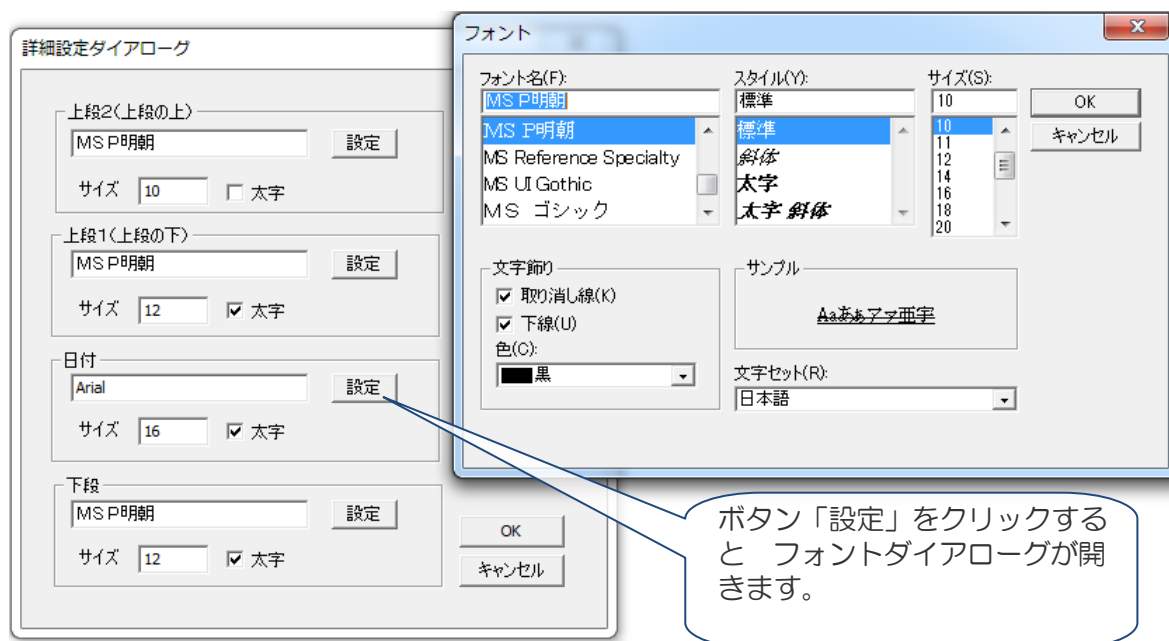 詳細設定ダイアローグ
上段2(上段の上)
MS P明朝
設定
サイズ 10 太字
上段1(上段の下)
MS P明朝
設定
サイズ 12 太字
日付
Arial
設定
サイズ 16 太字
下段
MS P明朝
設定
サイズ 12 太字
OK
キャンセル
フォント
フォント名(F):
MS P明朝
MS P明朝
MS Reference Specialty
MS UI Gothic
MS ゴシック
スタイル(Y):
標準
標準
斜体
太字
太字 斜体
サイズ(S):
10
10
11
12
14
16
18
20
OK
キャンセル
文字飾り
取り消し線(K)
下線(U)
色(C):
黒
サンプル
Aaあぁアァ亜宇
文字セット(R):
日本語
ボタン「設定」をクリックする
と フォントダイアローグが開
きます。